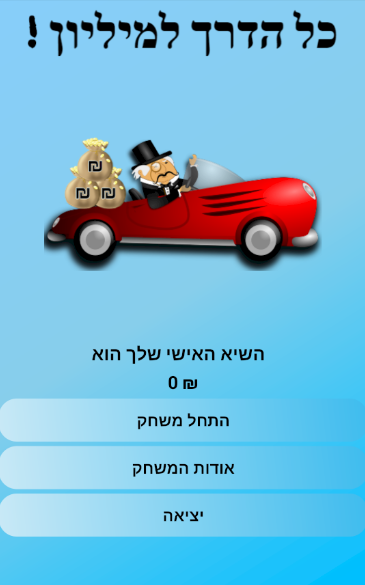 כל הדרך למיליון !
₪
₪ ₪
השיא האישי שלך הוא
0 ₪
התחל משחק
אודות המשחק
יציאה